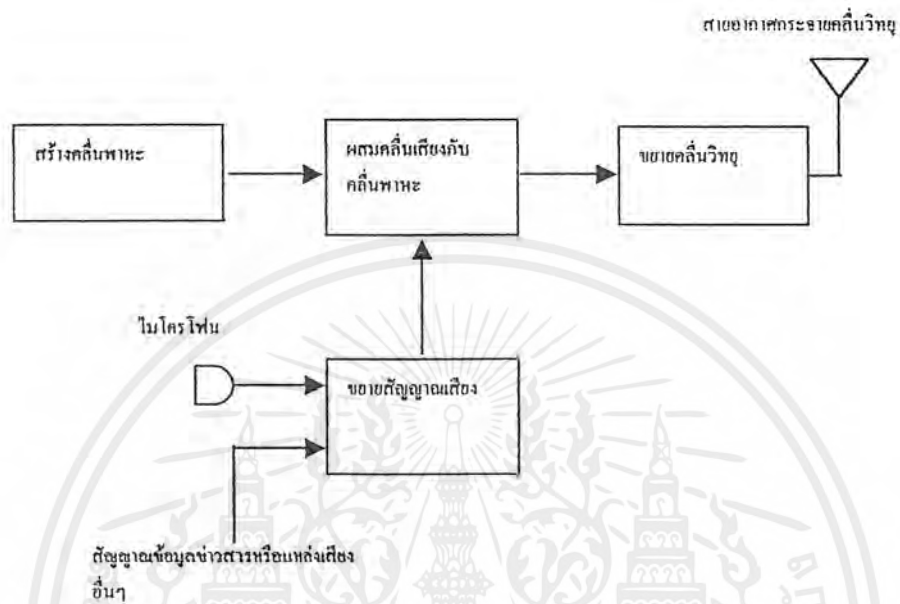 สายอากาศกระจายคลื่นวิทยุ
สร้างคลื่นพาหะ
ผสมคลื่นเสียงกับ
คลื่นพาหะ
ขยายคลื่นวิทยุ
ไมโครโฟน
ขยายสัญญาณเสียง
สัญญาณข้อมูลข่าวสารหรือแหล่งเสียง
อื่นๆ